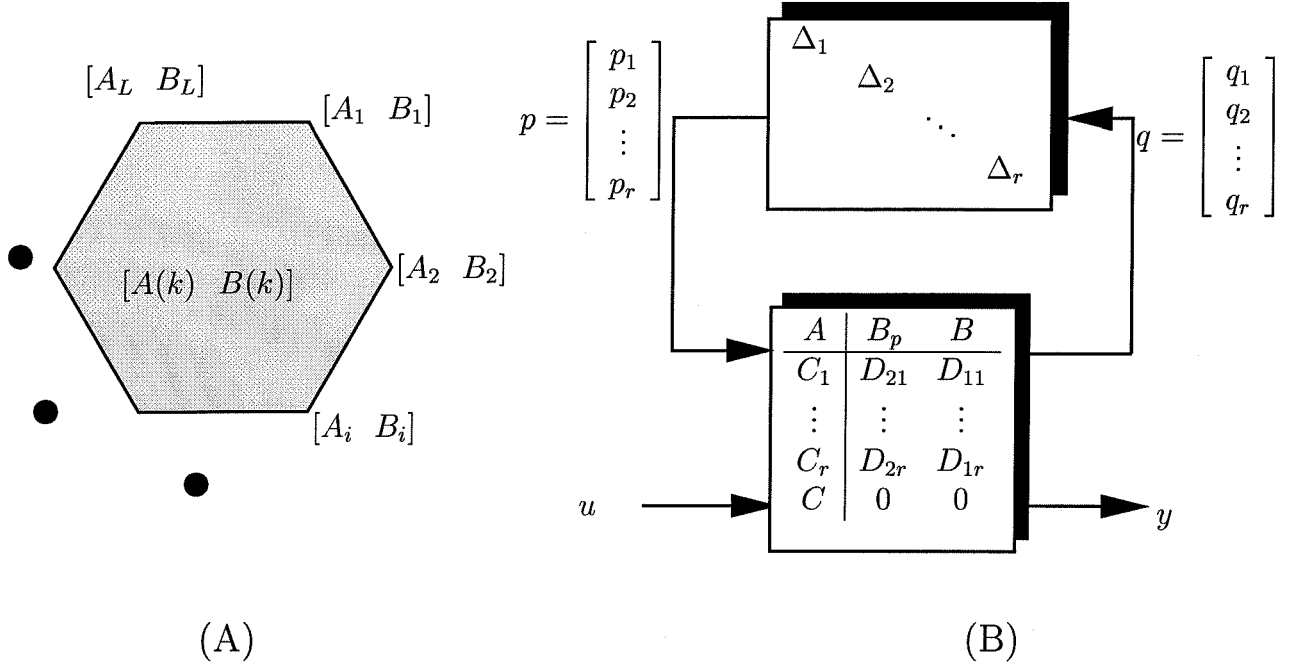 [A_L B_L]
[A_1 B_1]
[A_2 B_2]
[A(k) B(k)]
[A_i B_i]
(A)
p = [ p_1
p_2
⋮
p_r ]
Δ_1
Δ_2
⋱
Δ_r
q = [ q_1
q_2
⋮
q_r ]
A B_p B
C_1 D_21 D_11
⋮ ⋮ ⋮
C_r D_2r D_1r
C 0 0
u
y
(B)